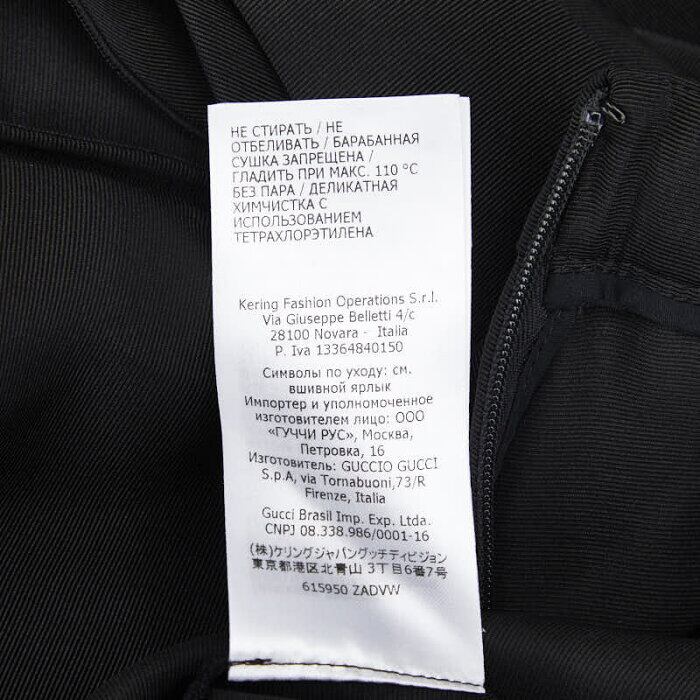 НЕ СТИРАТЬ / НЕ
ОТБЕЛИВАТЬ / БАРАБАННАЯ
СУШКА ЗАПРЕЩЕНА /
ГЛАДИТЬ ПРИ МАКС. 110 °C
БЕЗ ПАРА / ДЕЛИКАТНАЯ
ХИМЧИСТКА С
ИСПОЛЬЗОВАНИЕМ
ТЕТРАХЛОРЭТИЛЕНА
Kering Fashion Operations S.r.l.
Via Giuseppe Belletti 4/c
28100 Novara - Italia
P. Iva 13364840150
Символы по уходу: см.
вшивной ярлык
Импортер и уполномоченное
изготовителем лицо: ООО
«ГУЧЧИ РУС», Москва,
Петровка, 16
Изготовитель: GUCCIO GUCCI
S.p.A, via Tornabuoni,73/R
Firenze, Italia
Gucci Brasil Imp. Exp. Ltda.
CNPJ 08.338.986/0001-16
(株)ケリングジャパングッチディビジョン
東京都港区北青山 3丁目6番7号
615950 ZADVW